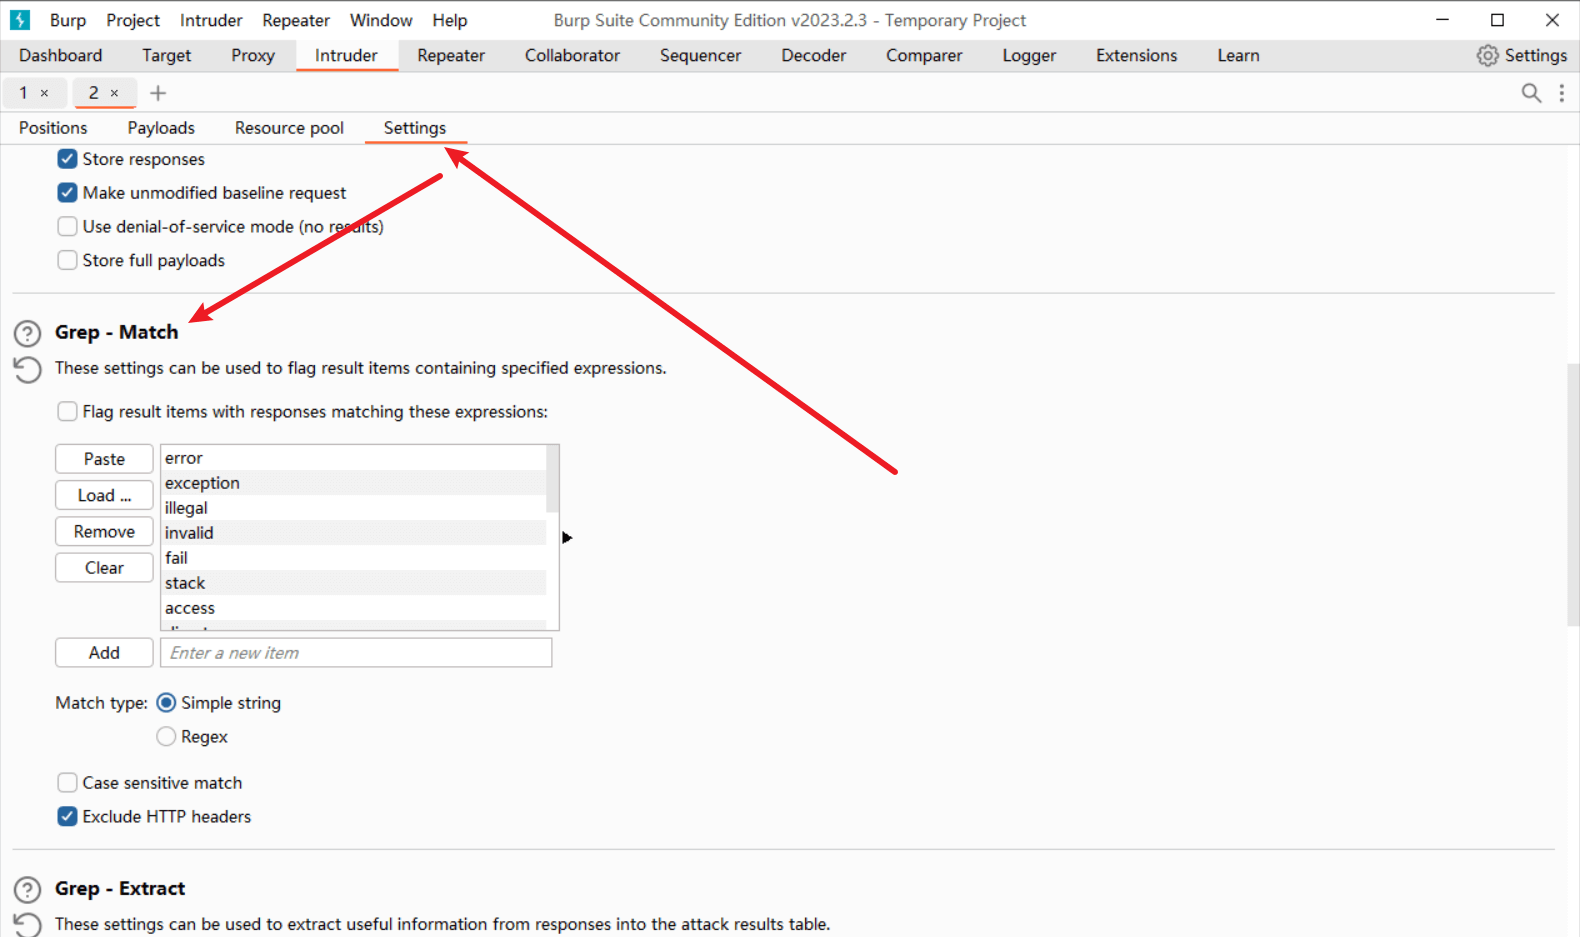 Burp Project Intruder Repeater Window Help Burp Suite Community Edition v2023.2.3 - Temporary Project
Dashboard Target Proxy Intruder Repeater Collaborator Sequencer Decoder Comparer Logger Extensions Learn Settings
1 × 2 × +
Positions Payloads Resource pool Settings
Store responses
Make unmodified baseline request
Use denial-of-service mode (no results)
Store full payloads
Grep - Match
These settings can be used to flag result items containing specified expressions.
Flag result items with responses matching these expressions:
Paste
Load ...
Remove
Clear
error
exception
illegal
invalid
fail
stack
access
Add Enter a new item
Match type: Simple string
Regex
Case sensitive match
Exclude HTTP headers
Grep - Extract
These settings can be used to extract useful information from responses into the attack results table.